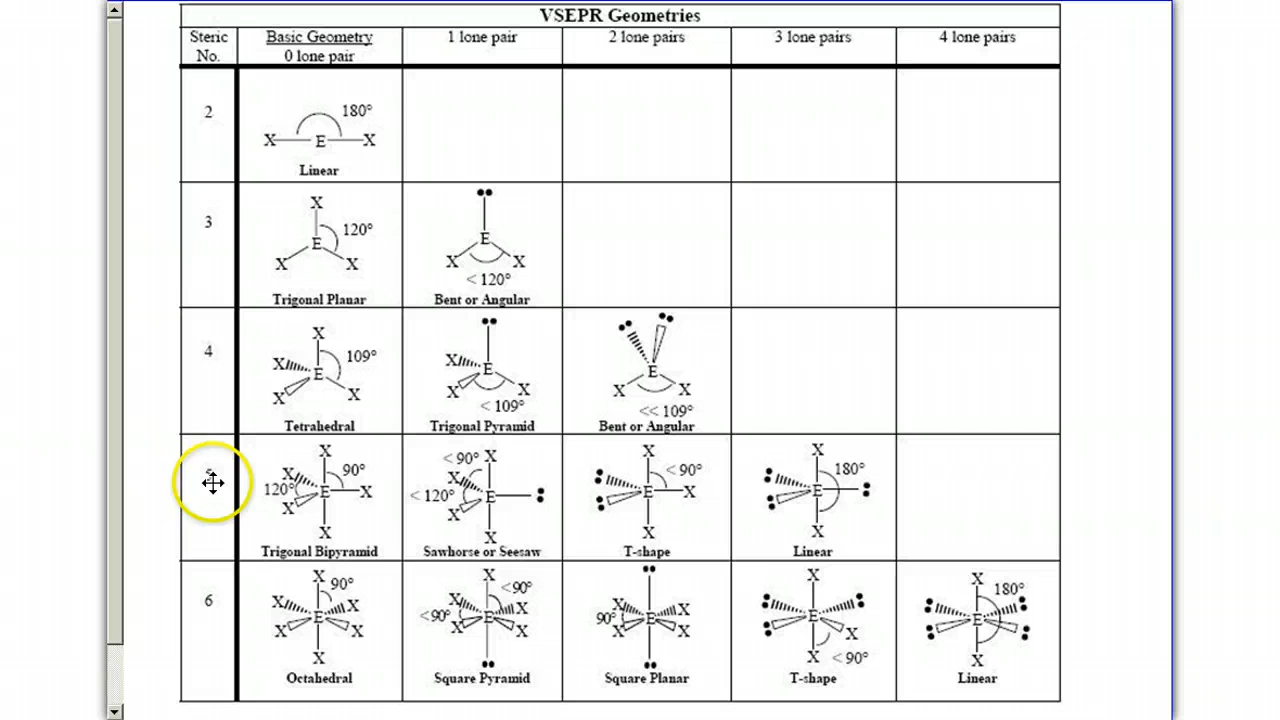 VSEPR Geometries
Steric No. Basic Geometry 0 lone pair 1 lone pair 2 lone pairs 3 lone pairs 4 lone pairs
2
180°
X E X
Linear
3
X
120°
E
X X
Trigonal Planar
E
X X
< 120°
Bent or Angular
4
X
109°
X E
X X
Tetrahedral
X E
X X
< 109°
Trigonal Pyramid
E
X X
<< 109°
Bent or Angular
X
X 90°
120° E X
X
X
Trigonal Bipyramid
< 90° X
X
< 120° E
X
X
Sawhorse or Seesaw
X
< 90°
E X
X
T-shape
X
180°
E
X
Linear
6
X 90°
X X
E
X X
X
Octahedral
X <90°
X X
<90° E
X X
Square Pyramid
X X
90° E
X X
Square Planar
X
E
X
X < 90°
T-shape
X 180°
E
X
Linear